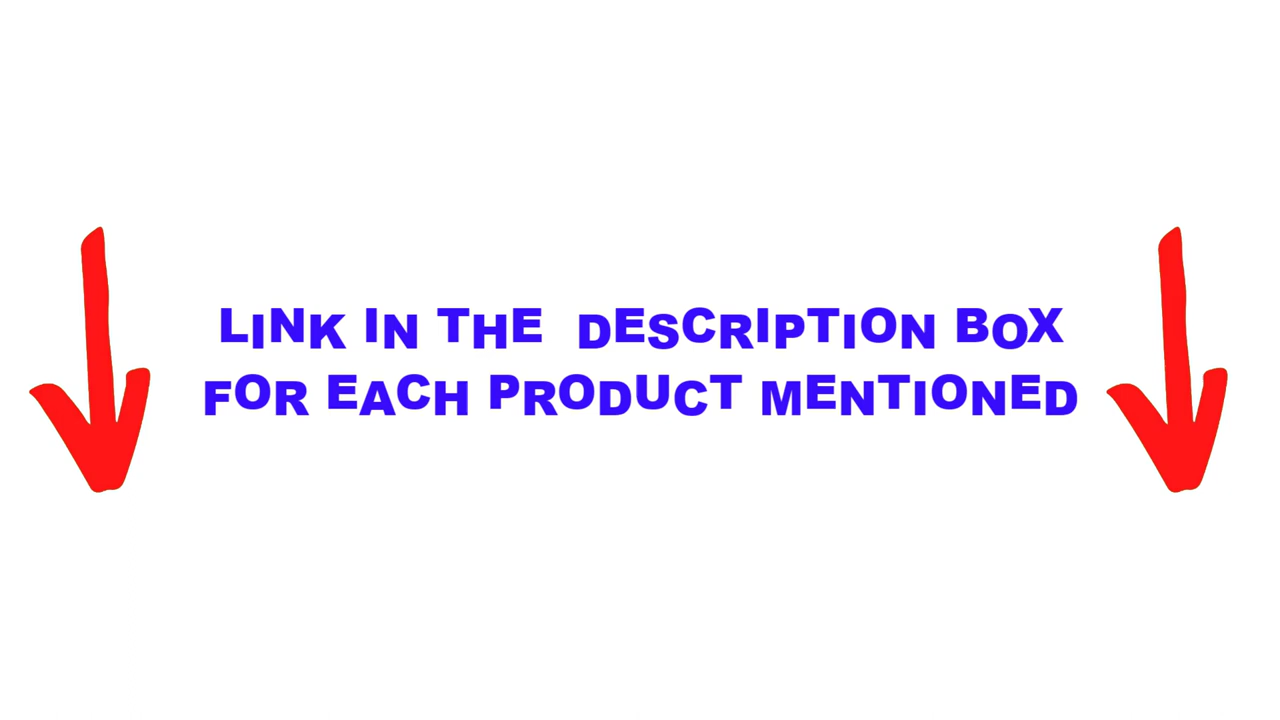 LINK IN THE DESCRIPTION BOX
FOR EACH PRODUCT MENTIONED